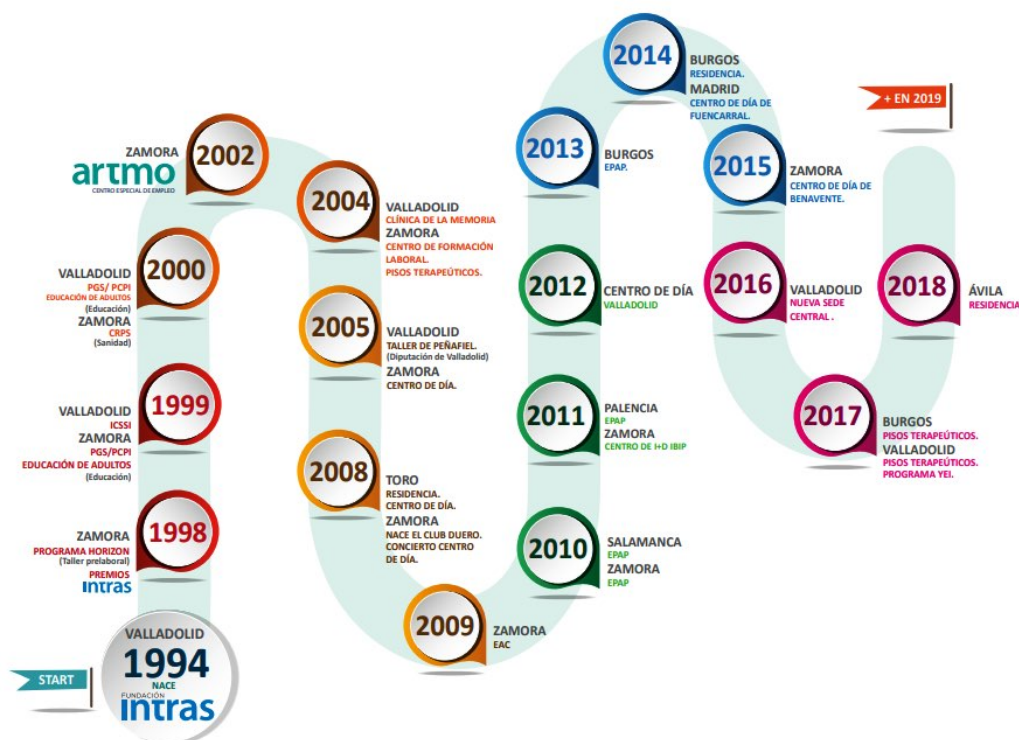 START
VALLADOLID
1994
NACE
FUNDACIÓN
intras
1998
ZAMORA
PROGRAMA HORIZON
(Taller prelaboral)
PREMIOS
intras
1999
VALLADOLID
ICSSI
ZAMORA
PGS/PCPI
EDUCACIÓN DE ADULTOS
(Educación)
2000
VALLADOLID
PGS/ PCPI
EDUCACIÓN DE ADULTOS
(Educación)
ZAMORA
CRPS
(Sanidad)
2002
ZAMORA
artmo
CENTRO ESPECIAL DE EMPLEO
2004
VALLADOLID
CLÍNICA DE LA MEMORIA
ZAMORA
CENTRO DE FORMACIÓN
LABORAL.
PISOS TERAPEÚTICOS.
2005
VALLADOLID
TALLER DE PEÑAFIEL.
(Diputación de Valladolid)
ZAMORA
CENTRO DE DÍA.
2008
TORO
RESIDENCIA.
CENTRO DE DÍA.
ZAMORA
NACE EL CLUB DUERO.
CONCIERTO CENTRO
DE DÍA.
2009
ZAMORA
EAC
2010
SALAMANCA
EPAP
ZAMORA
EPAP
2011
PALENCIA
EPAP
ZAMORA
CENTRO DE I+D IBIP
2012
CENTRO DE DÍA
VALLADOLID
2013
BURGOS
EPAP.
2014
BURGOS
RESIDENCIA.
MADRID
CENTRO DE DÍA DE
FUENCARRAL.
2015
ZAMORA
CENTRO DE DÍA DE
BENAVENTE.
2016
VALLADOLID
NUEVA SEDE
CENTRAL .
2017
BURGOS
PISOS TERAPEÚTICOS.
VALLADOLID
PISOS TERAPEÚTICOS.
PROGRAMA YEI.
2018
ÁVILA
RESIDENCIA
+ EN 2019